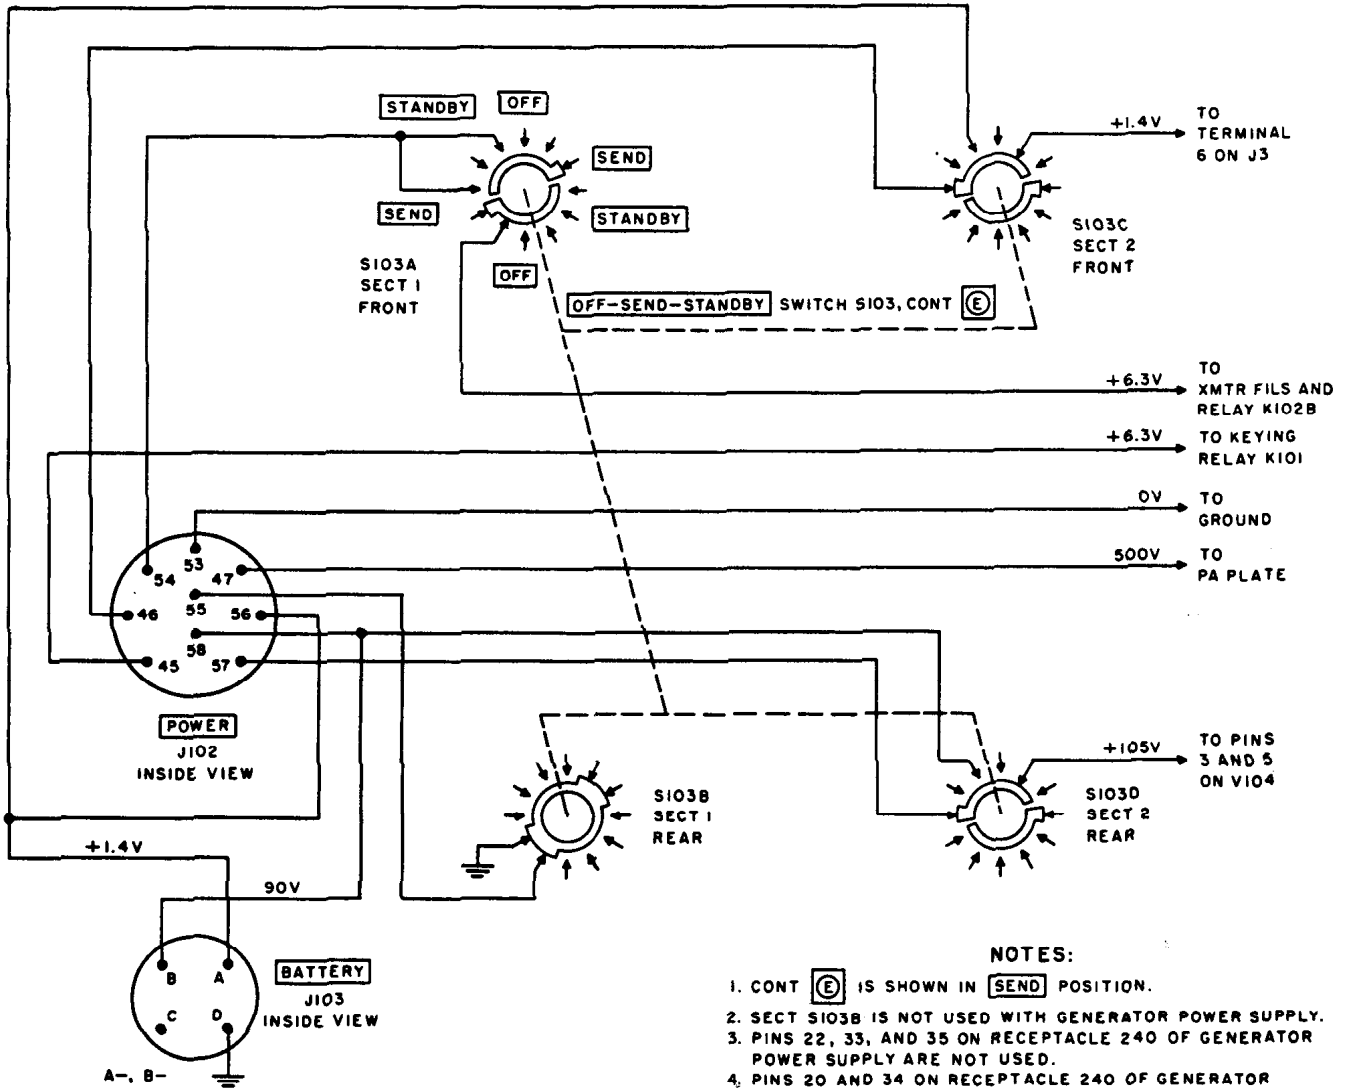 STANDBY
OFF
SEND
SEND
STANDBY
OFF
S103A
SECT 1
FRONT
OFF-SEND-STANDBY SWITCH S103, CONT E
+1.4V
TO
TERMINAL
6 ON J3
S103C
SECT 2
FRONT
+6.3V
TO
XMTR FILS AND
RELAY K102B
+6.3V
TO KEYING
RELAY K101
0V
TO
GROUND
500V
TO
PA PLATE
53
54
47
55
46
56
58
45
57
POWER
J102
INSIDE VIEW
S103B
SECT 1
REAR
+105V
TO PINS
3 AND 5
ON V104
S103D
SECT 2
REAR
+1.4V
90V
B
A
C
D
BATTERY
J103
INSIDE VIEW
A-, B-
NOTES:
1. CONT E IS SHOWN IN SEND POSITION.
2. SECT S103B IS NOT USED WITH GENERATOR POWER SUPPLY.
3. PINS 22, 33, AND 35 ON RECEPTACLE 240 OF GENERATOR
POWER SUPPLY ARE NOT USED.
4. PINS 20 AND 34 ON RECEPTACLE 240 OF GENERATOR